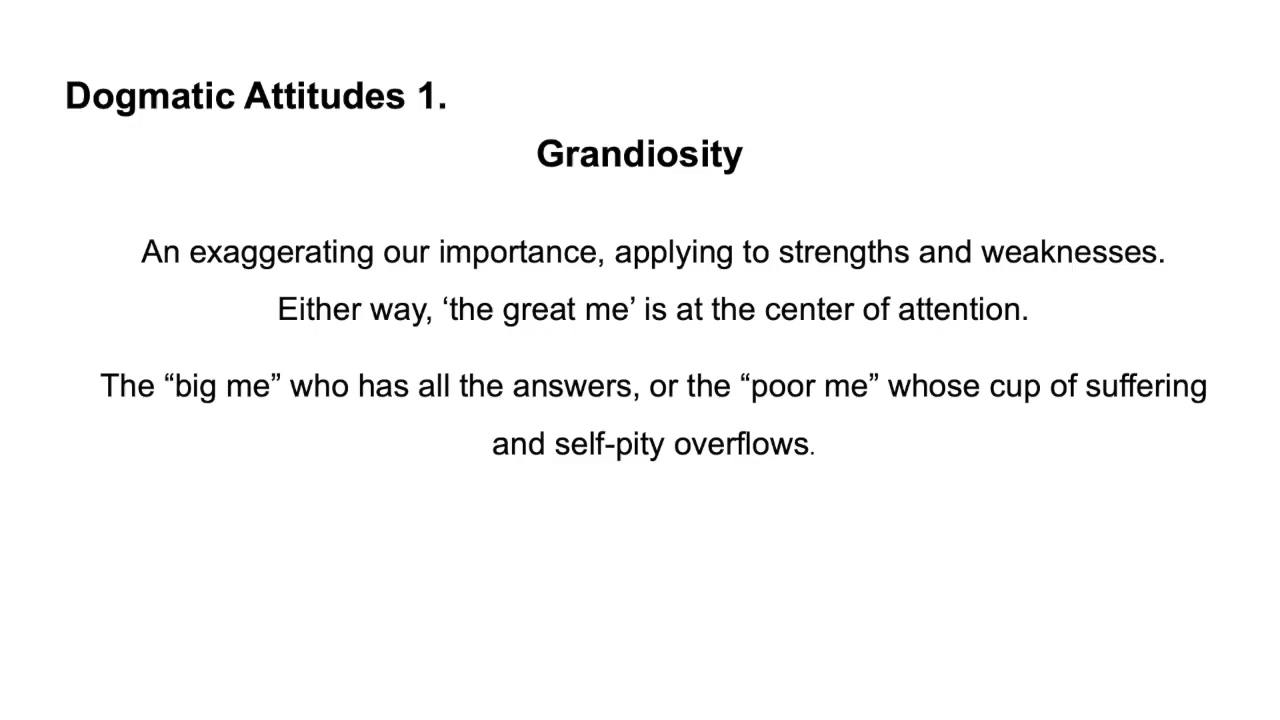 Dogmatic Attitudes 1.
Grandiosity
An exaggerating our importance, applying to strengths and weaknesses.
Either way, ‘the great me’ is at the center of attention.
The “big me” who has all the answers, or the “poor me” whose cup of suffering
and self-pity overflows.